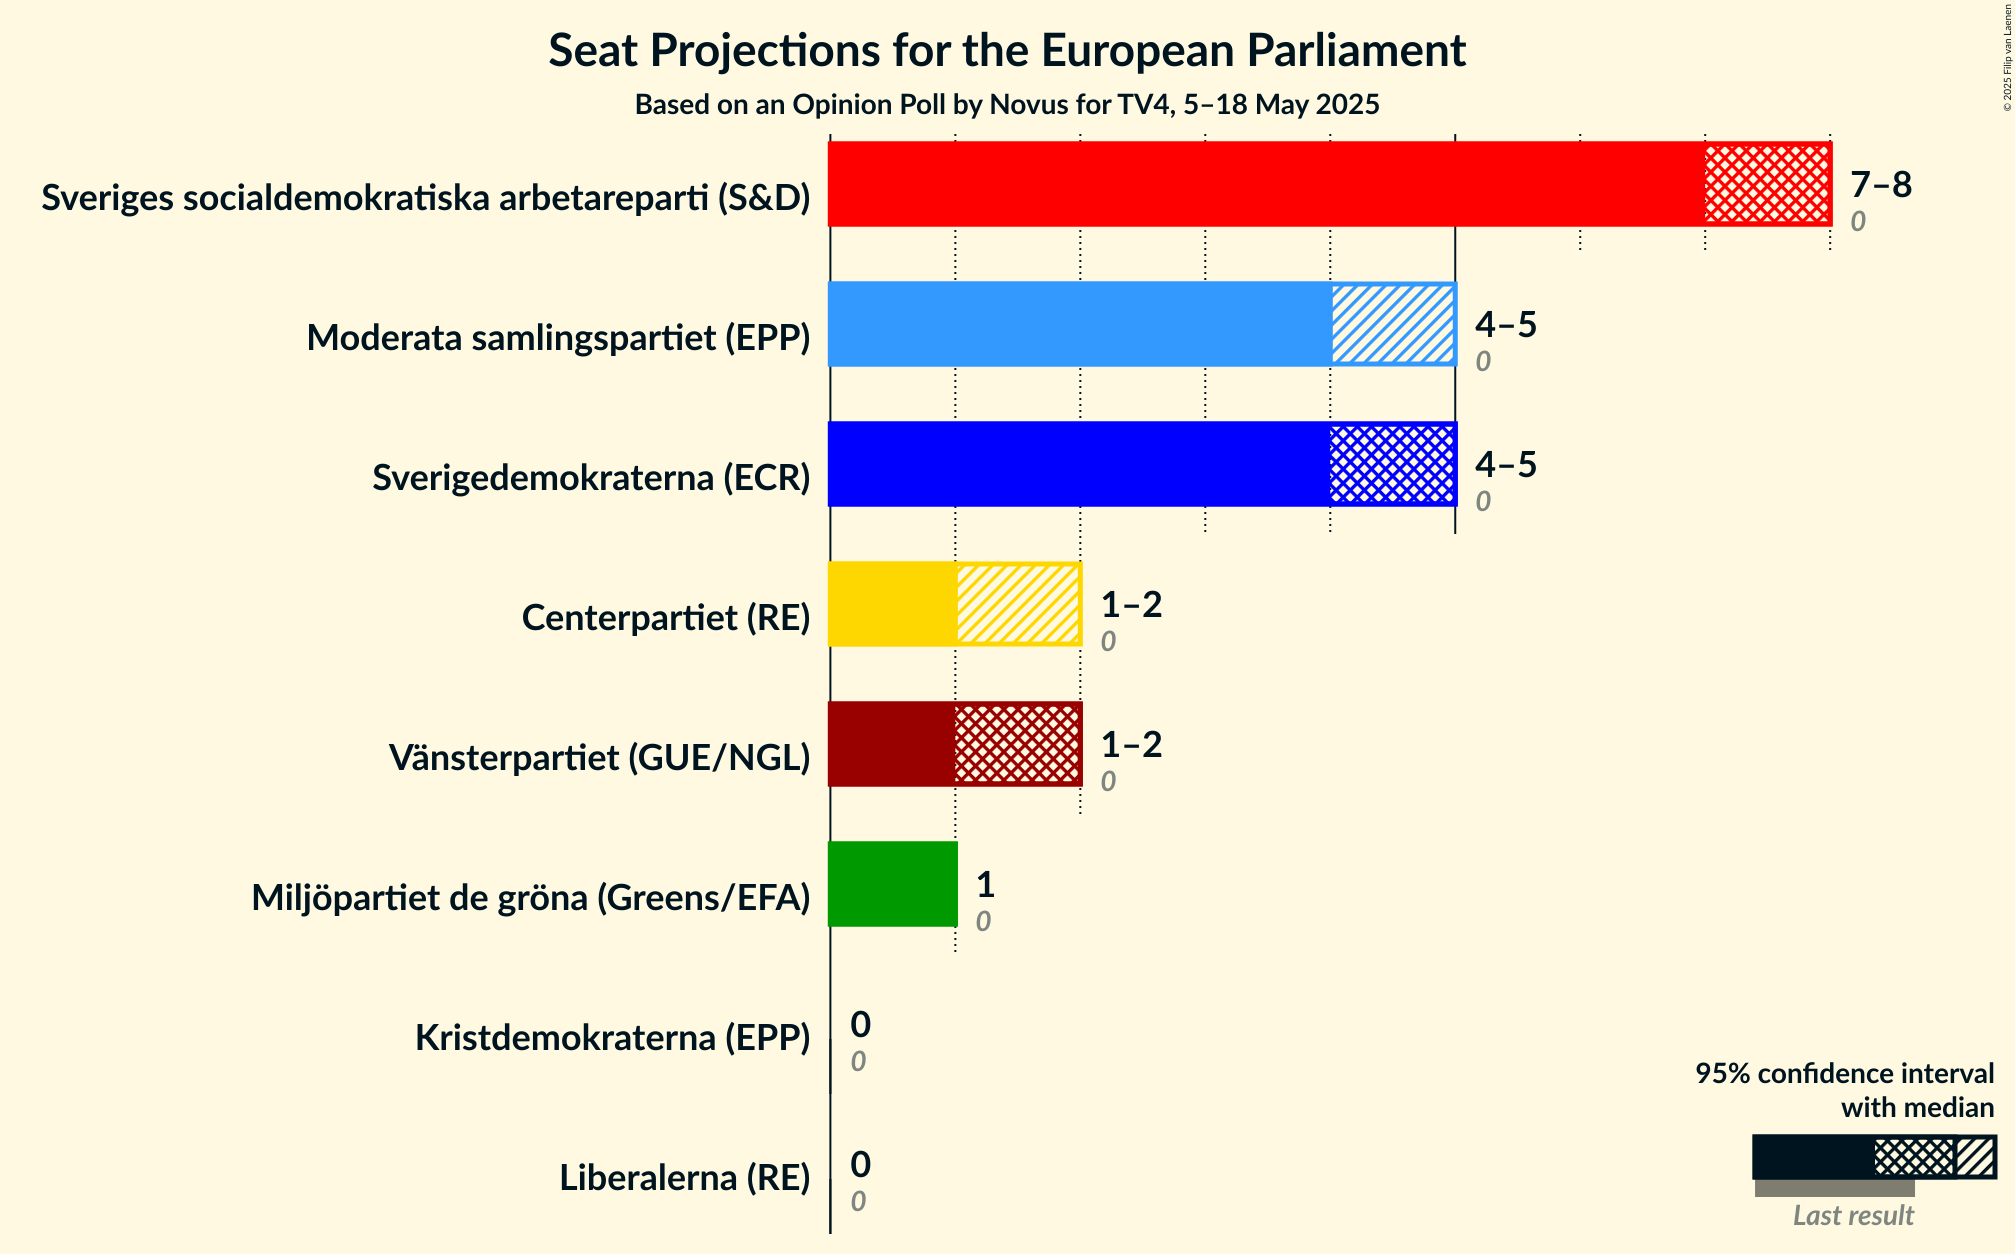 Seat Projections for the European Parliament
Based on an Opinion Poll by Novus for TV4, 5–18 May 2025
© 2025 Filip van Laenen
Sveriges socialdemokratiska arbetareparti (S&D)
7–8
0
Moderata samlingspartiet (EPP)
4–5
0
Sverigedemokraterna (ECR)
4–5
0
Centerpartiet (RE)
1–2
0
Vänsterpartiet (GUE/NGL)
1–2
0
Miljöpartiet de gröna (Greens/EFA)
1
0
Kristdemokraterna (EPP)
0
0
Liberalerna (RE)
0
0
95% confidence interval
with median
Last result